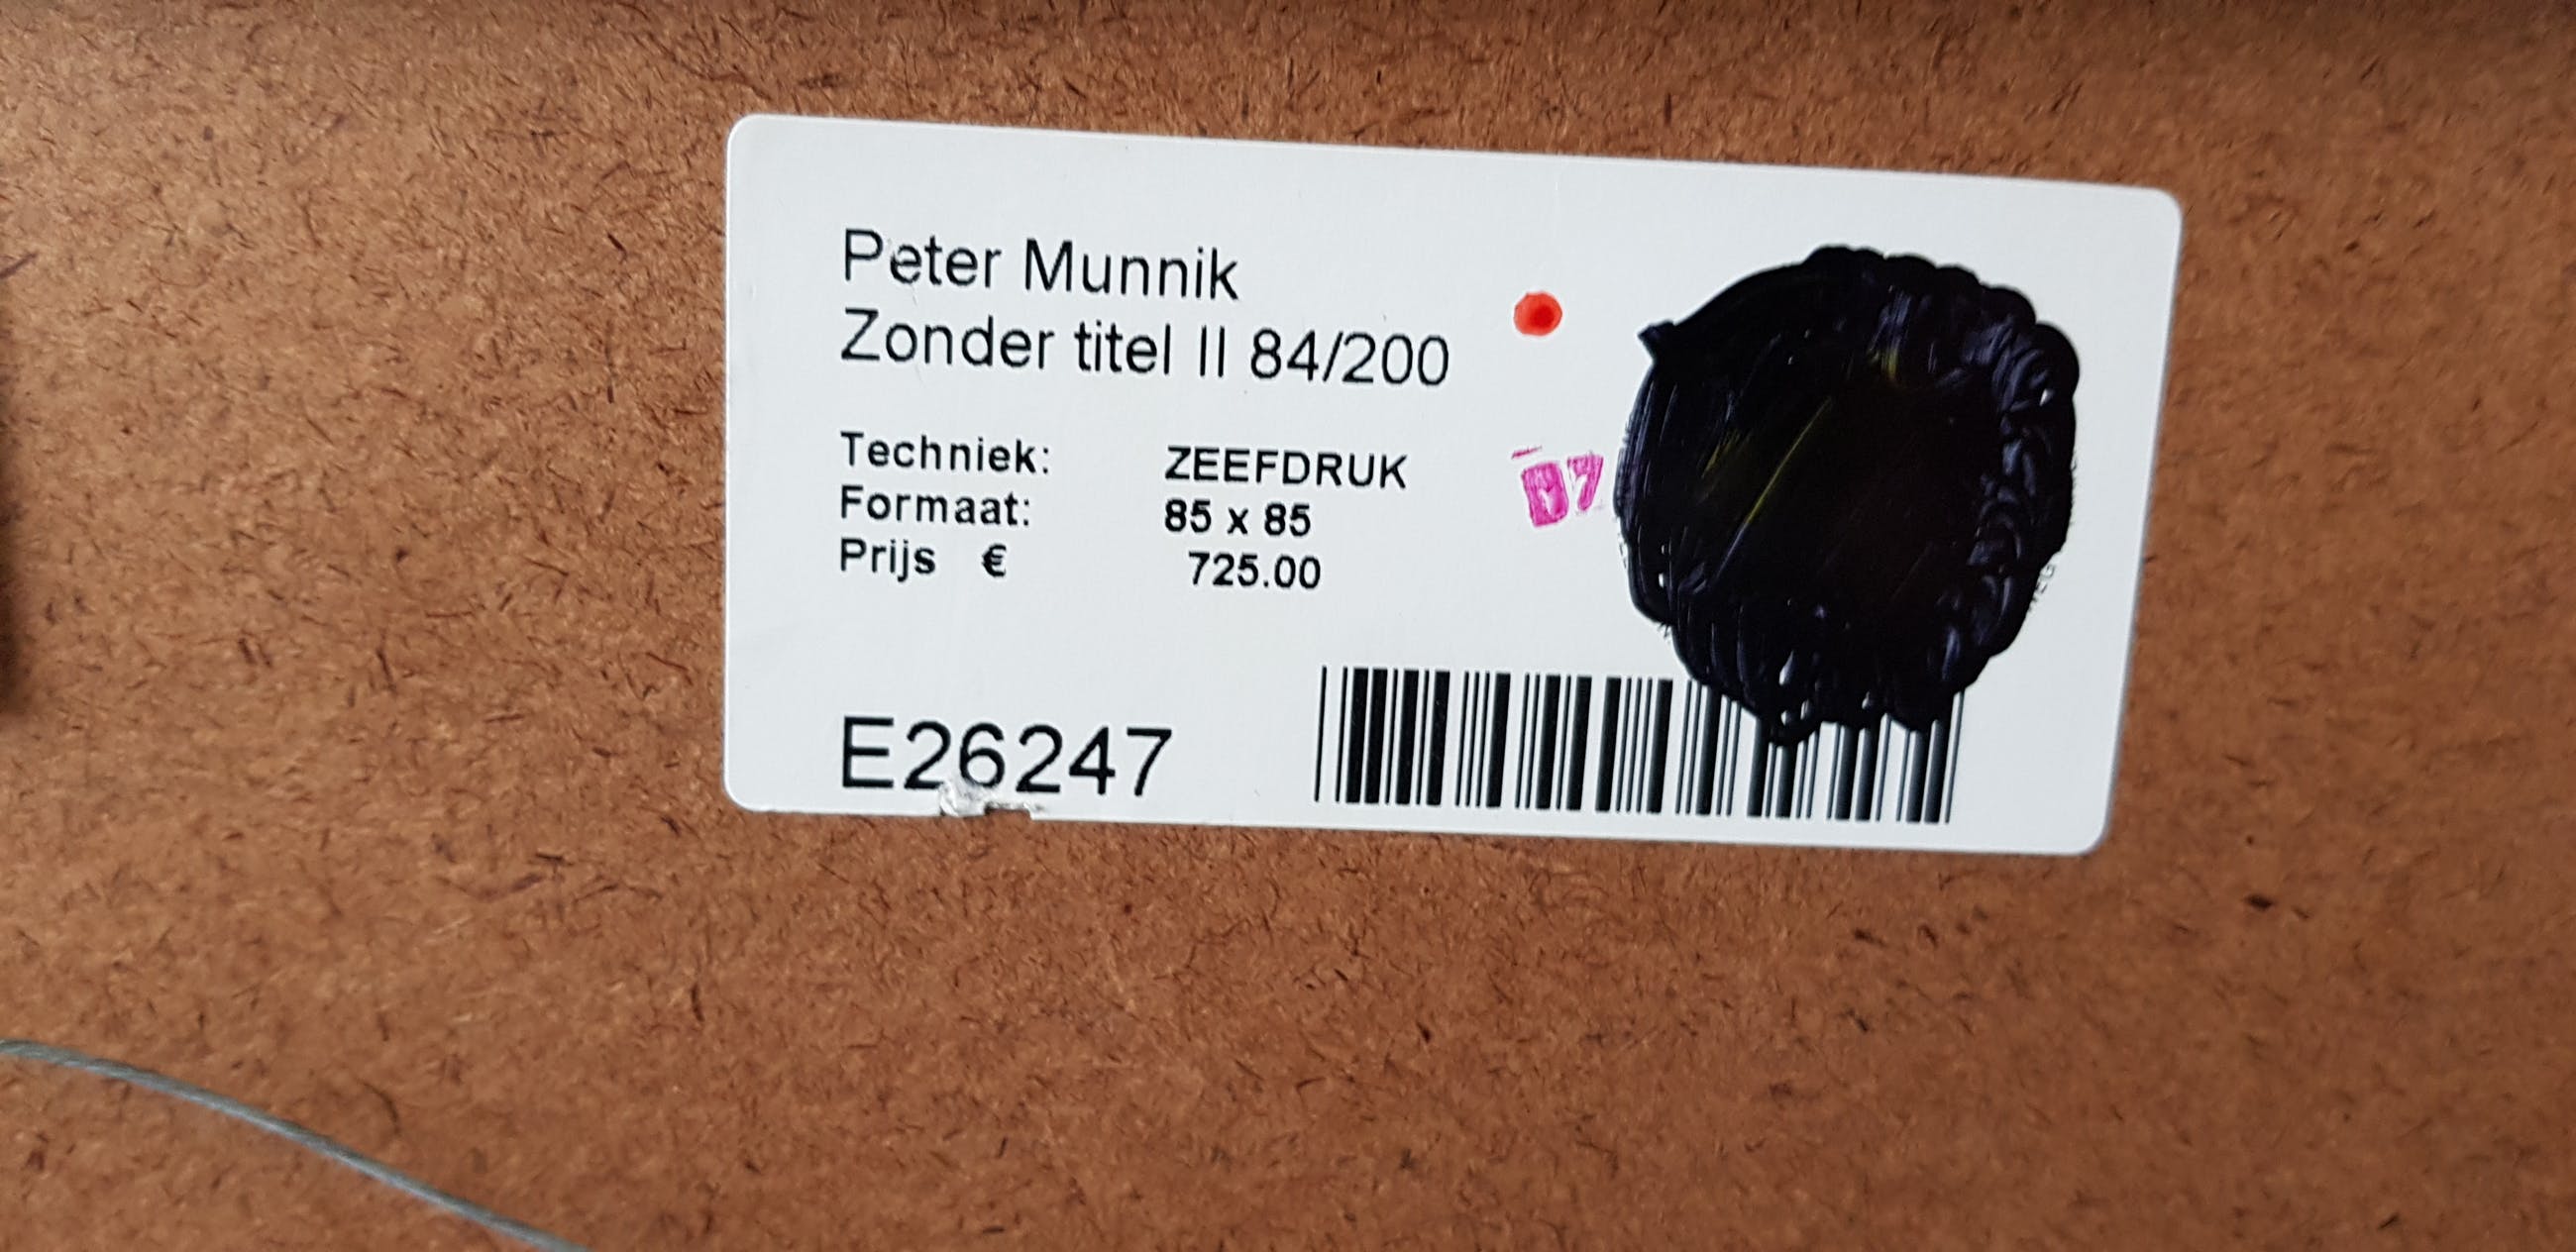 Peter Munnik
Zonder titel II 84/200
Techniek: ZEEFDRUK
Formaat: 85 x 85
Prijs € 725.00
E26247